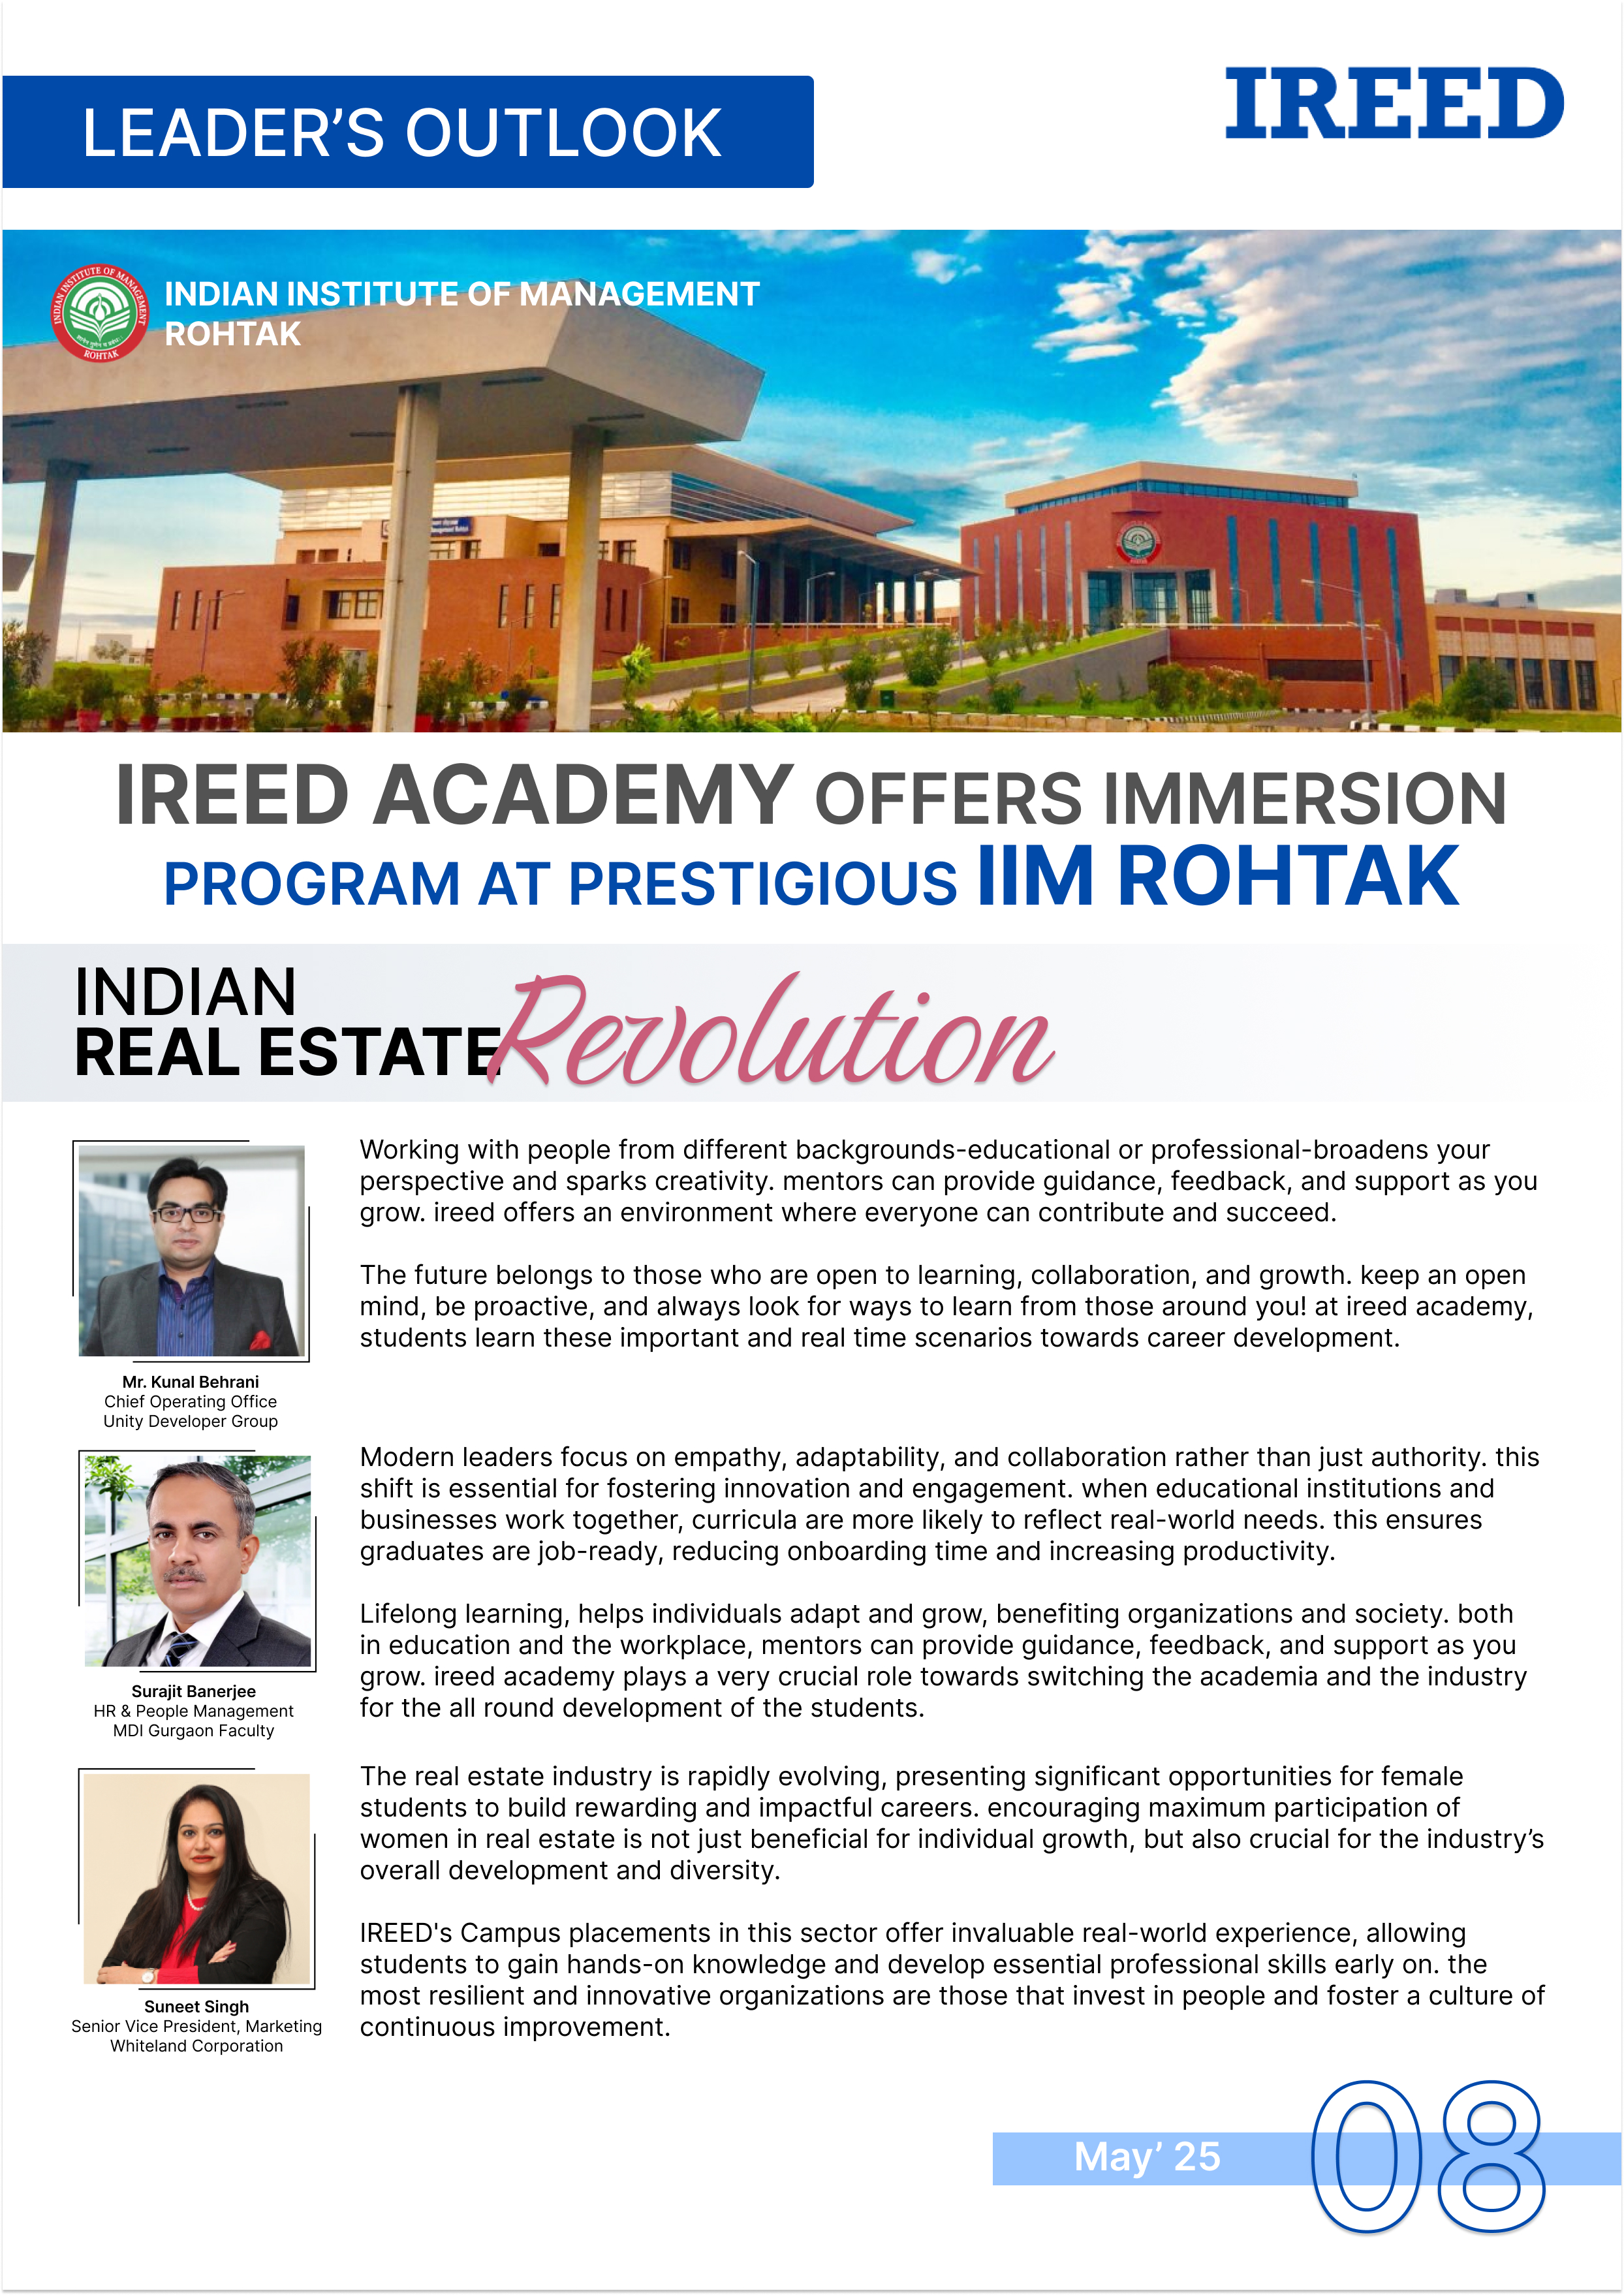 LEADER’S OUTLOOK
IREED
INDIAN INSTITUTE OF MANAGEMENT
ROHTAK
INDIAN INSTITUTE OF MANAGEMENT
ROHTAK
IREED ACADEMY OFFERS IMMERSION
PROGRAM AT PRESTIGIOUS IIM ROHTAK
INDIAN
REAL ESTATE Revolution
Working with people from different backgrounds-educational or professional-broadens your
perspective and sparks creativity. mentors can provide guidance, feedback, and support as you
grow. ireed offers an environment where everyone can contribute and succeed.
The future belongs to those who are open to learning, collaboration, and growth. keep an open
mind, be proactive, and always look for ways to learn from those around you! at ireed academy,
students learn these important and real time scenarios towards career development.
Mr. Kunal Behrani
Chief Operating Office
Unity Developer Group
Modern leaders focus on empathy, adaptability, and collaboration rather than just authority. this
shift is essential for fostering innovation and engagement. when educational institutions and
businesses work together, curricula are more likely to reflect real-world needs. this ensures
graduates are job-ready, reducing onboarding time and increasing productivity.
Lifelong learning, helps individuals adapt and grow, benefiting organizations and society. both
in education and the workplace, mentors can provide guidance, feedback, and support as you
grow. ireed academy plays a very crucial role towards switching the academia and the industry
for the all round development of the students.
Surajit Banerjee
HR & People Management
MDI Gurgaon Faculty
The real estate industry is rapidly evolving, presenting significant opportunities for female
students to build rewarding and impactful careers. encouraging maximum participation of
women in real estate is not just beneficial for individual growth, but also crucial for the industry’s
overall development and diversity.
IREED's Campus placements in this sector offer invaluable real-world experience, allowing
students to gain hands-on knowledge and develop essential professional skills early on. the
most resilient and innovative organizations are those that invest in people and foster a culture of
continuous improvement.
Suneet Singh
Senior Vice President, Marketing
Whiteland Corporation
May’ 25
08